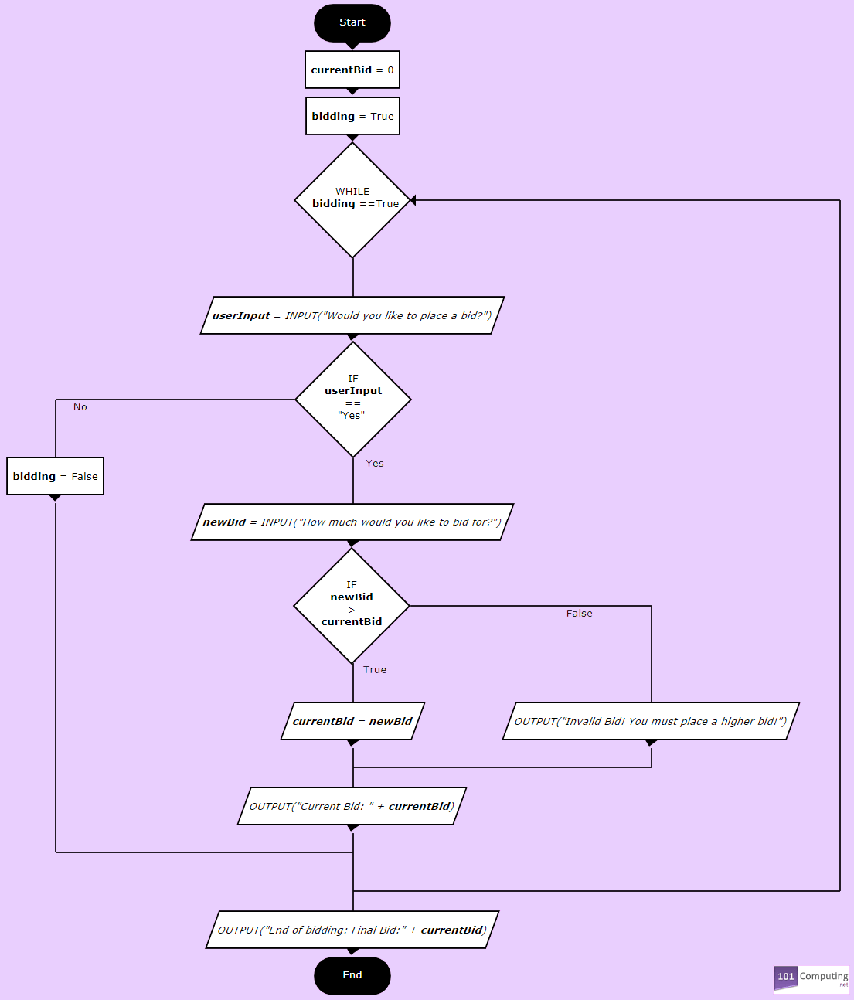 Start
currentBid = 0
bidding = True
WHILE
bidding ==True
userInput = INPUT("Would you like to place a bid?")
IF
userInput
==
"Yes"
No
Yes
bidding = False
newBid = INPUT("How much would you like to bid for?")
IF
newBid
>
currentBid
False
True
currentBid = newBid
OUTPUT("Invalid Bid! You must place a higher bid!")
OUTPUT("Current Bid: " + currentBid)
OUTPUT("End of bidding: Final Bid:" + currentBid)
End
101 Computing
.net